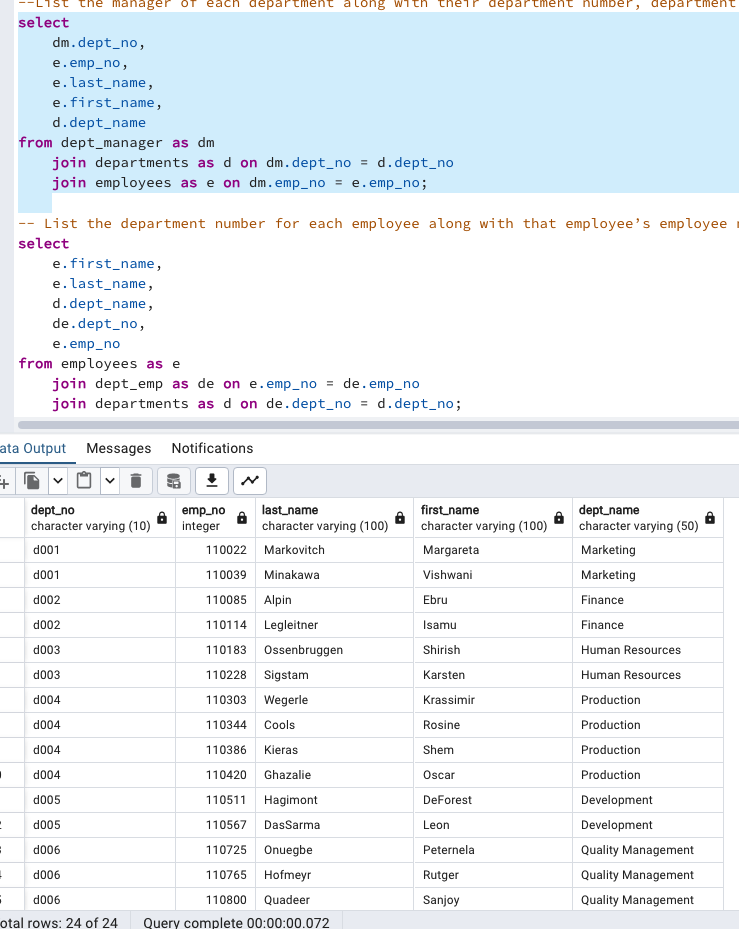 --List the manager of each department along with their department number, department
select
dm.dept_no,
e.emp_no,
e.last_name,
e.first_name,
d.dept_name
from dept_manager as dm
join departments as d on dm.dept_no = d.dept_no
join employees as e on dm.emp_no = e.emp_no;
-- List the department number for each employee along with that employee’s employee
select
e.first_name,
e.last_name,
d.dept_name,
de.dept_no,
e.emp_no
from employees as e
join dept_emp as de on e.emp_no = de.emp_no
join departments as d on de.dept_no = d.dept_no;
ata Output Messages Notifications
dept_no emp_no last_name first_name dept_name
character varying (10) integer character varying (100) character varying (100) character varying (50)
d001 110022 Markovitch Margareta Marketing
d001 110039 Minakawa Vishwani Marketing
d002 110085 Alpin Ebru Finance
d002 110114 Legleitner Isamu Finance
d003 110183 Ossenbruggen Shirish Human Resources
d003 110228 Sigstam Karsten Human Resources
d004 110303 Wegerle Krassimir Production
d004 110344 Cools Rosine Production
d004 110386 Kieras Shem Production
d004 110420 Ghazalie Oscar Production
d005 110511 Hagimont DeForest Development
d005 110567 DasSarma Leon Development
d006 110725 Onuegbe Peternela Quality Management
d006 110765 Hofmeyr Rutger Quality Management
d006 110800 Quadeer Sanjoy Quality Management
otal rows: 24 of 24 Query complete 00:00:00.072